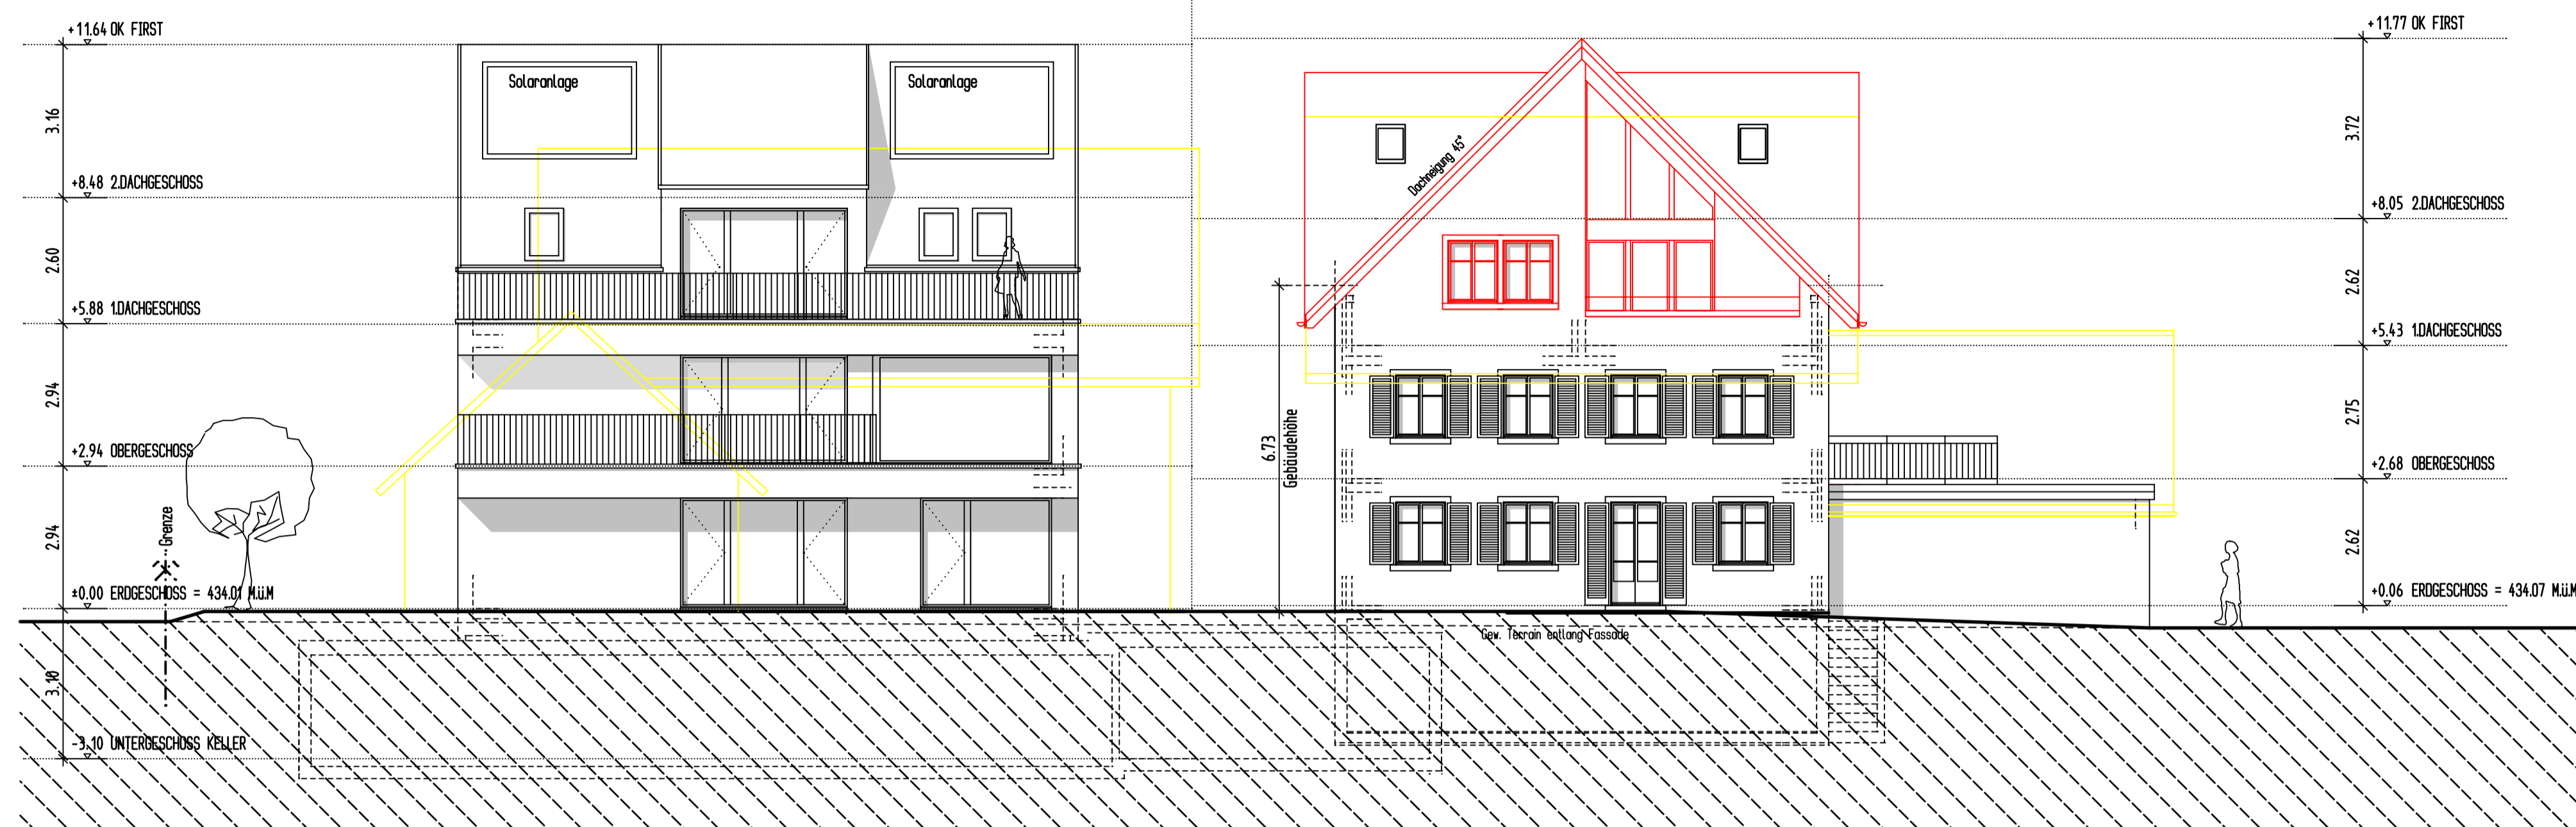 +11.64 OK FIRST
3.16
+8.48 2.DACHGESCHOSS
2.60
+5.88 1.DACHGESCHOSS
2.94
+2.94 OBERGESCHOSS
2.94
±0.00 ERDGESCHOSS = 434.01 M.ü.M
3.10
-3.10 UNTERGESCHOSS KELLER
Grenze
Solaranlage
Solaranlage
Dachneigung 45°
6.73
Gebäudehöhe
Gew. Terrain entlang Fassade
+11.77 OK FIRST
3.72
+8.05 2.DACHGESCHOSS
2.62
+5.43 1.DACHGESCHOSS
2.75
+2.68 OBERGESCHOSS
2.62
+0.06 ERDGESCHOSS = 434.07 M.ü.M